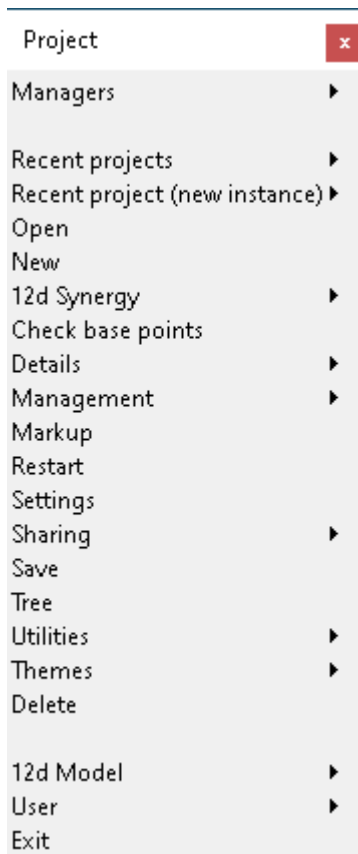 Project
x
Managers
Recent projects
Recent project (new instance)
Open
New
12d Synergy
Check base points
Details
Management
Markup
Restart
Settings
Sharing
Save
Tree
Utilities
Themes
Delete
12d Model
User
Exit